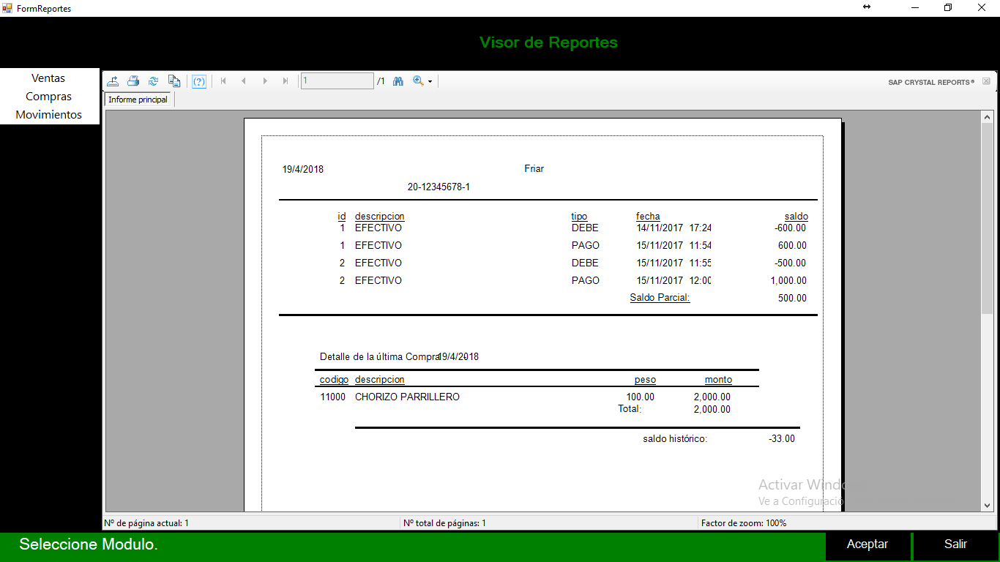 FormReportes
Visor de Reportes
Ventas
Compras
Movimientos
1 /1
SAP CRYSTAL REPORTS®
Informe principal
19/4/2018 Friar
20-12345678-1
id descripcion tipo fecha saldo
1 EFECTIVO DEBE 14/11/2017 17:24 -600.00
1 EFECTIVO PAGO 15/11/2017 11:54 600.00
2 EFECTIVO DEBE 15/11/2017 11:55 -500.00
2 EFECTIVO PAGO 15/11/2017 12:00 1,000.00
Saldo Parcial: 500.00
Detalle de la última Compra 19/4/2018
codigo descripcion peso monto
11000 CHORIZO PARRILLERO 100.00 2,000.00
Total: 2,000.00
saldo histórico: -33.00
Activar Windo
Ve a Configuració
Nº de página actual: 1 Nº total de páginas: 1 Factor de zoom: 100%
Seleccione Modulo. Aceptar Salir